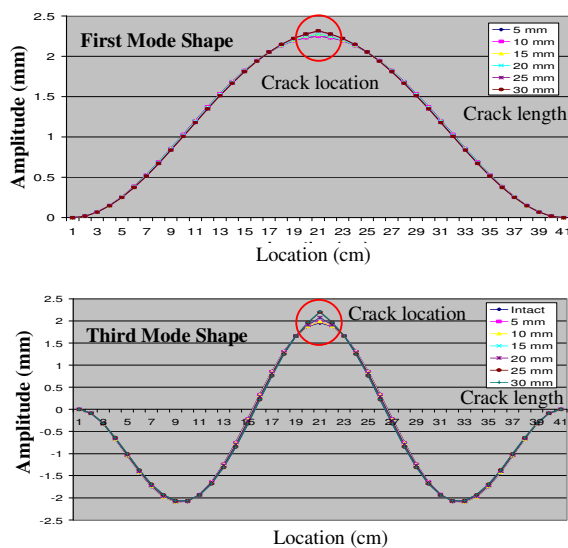 First Mode Shape
Crack location
Crack length
5 mm
10 mm
15 mm
20 mm
25 mm
30 mm
Amplitude (mm)
2.5
2
1.5
1
0.5
0
1 3 5 7 9 11 13 15 17 19 21 23 25 27 29 31 33 35 37 39 41
Location (cm)
Third Mode Shape
Crack location
Crack length
Intact
5 mm
10 mm
15 mm
20 mm
25 mm
30 mm
Amplitude (mm)
2.5
2
1.5
1
0.5
0
-0.5
-1
-1.5
-2
-2.5
1 3 5 7 9 11 13 15 17 19 21 23 25 27 29 31 33 35 37 39 41
Location (cm)